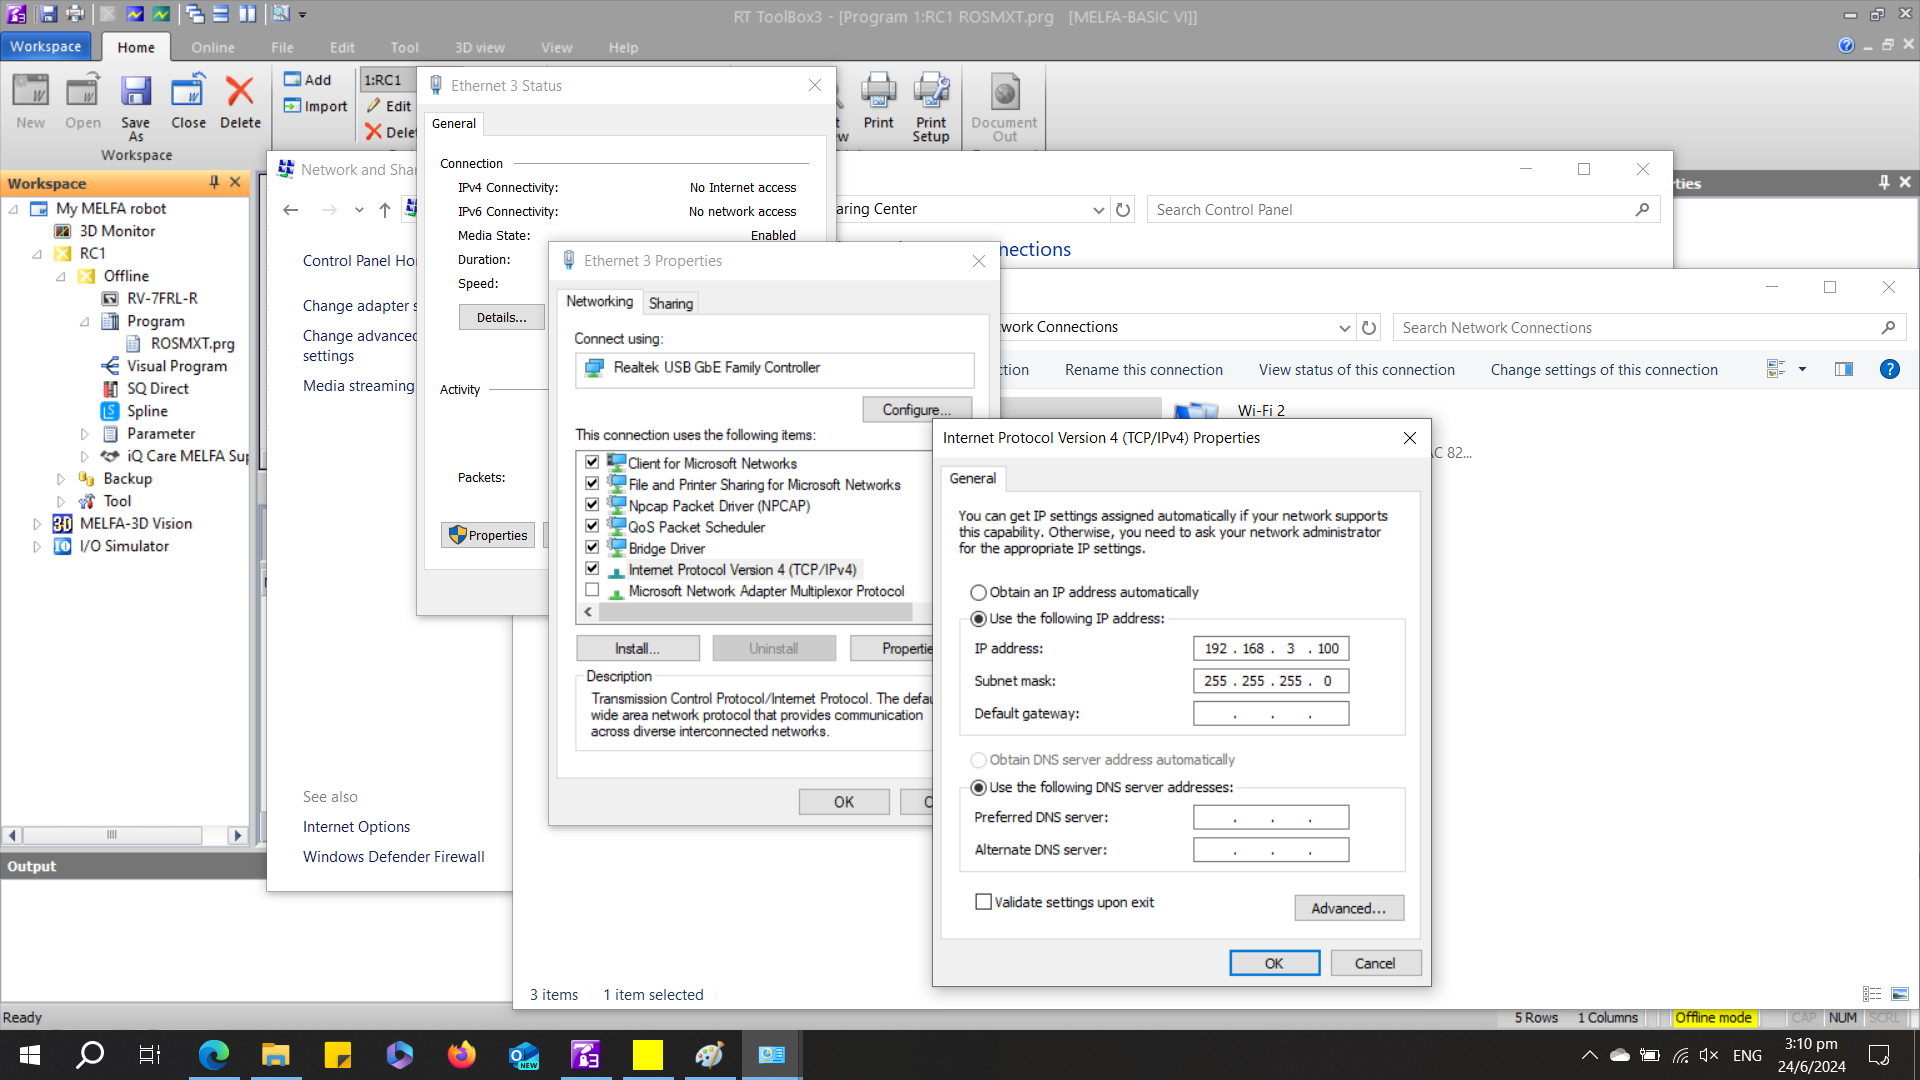 RT ToolBox3 - [Program 1:RC1 ROSMXT.prg   [MELFA-BASIC VI]]
Workspace Home Online File Edit Tool 3D view View Help
New Open Save As Close Delete
Workspace
Add
Import
1:RC1
Edit
Print Print Setup
Document Out
Workspace
My MELFA robot
3D Monitor
RC1
Offline
RV-7FRL-R
Program
ROSMXT.prg
Visual Program
SQ Direct
Spline
Parameter
iQ Care MELFA Sup
Backup
Tool
MELFA-3D Vision
I/O Simulator
Output
Ready
Network and Shar
aring Center
Search Control Panel
Control Panel Ho
Change adapter s
Change advanced
settings
Media streaming
See also
Internet Options
Windows Defender Firewall
nections
ties
Ethernet 3 Status
General
Connection
IPv4 Connectivity: No Internet access
IPv6 Connectivity: No network access
Media State: Enabled
Duration:
Speed:
Details...
Activity
Packets:
Properties
work Connections
Search Network Connections
ction Rename this connection View status of this connection Change settings of this connection
Wi-Fi 2
AC 82...
3 items 1 item selected
Ethernet 3 Properties
Networking Sharing
Connect using:
Realtek USB GbE Family Controller
Configure...
This connection uses the following items:
Client for Microsoft Networks
File and Printer Sharing for Microsoft Networks
Npcap Packet Driver (NPCAP)
QoS Packet Scheduler
Bridge Driver
Internet Protocol Version 4 (TCP/IPv4)
Microsoft Network Adapter Multiplexor Protocol
Install... Uninstall Propertie
Description
Transmission Control Protocol/Internet Protocol. The defau
wide area network protocol that provides communication
across diverse interconnected networks.
OK C
Internet Protocol Version 4 (TCP/IPv4) Properties
General
You can get IP settings assigned automatically if your network supports
this capability. Otherwise, you need to ask your network administrator
for the appropriate IP settings.
Obtain an IP address automatically
Use the following IP address:
IP address: 192 . 168 . 3 . 100
Subnet mask: 255 . 255 . 255 . 0
Default gateway: . . .
Obtain DNS server address automatically
Use the following DNS server addresses:
Preferred DNS server: . . .
Alternate DNS server: . . .
Validate settings upon exit
Advanced...
OK Cancel
5 Rows 1 Columns Offline mode CAP NUM SCRL
ENG
3:10 pm
24/6/2024